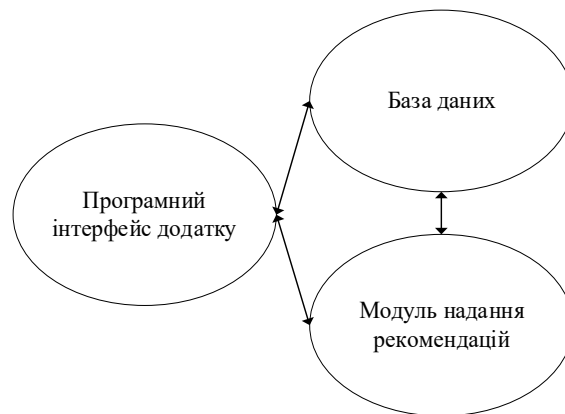 База даних
Програмний
інтерфейс додатку
Модуль надання
рекомендацій